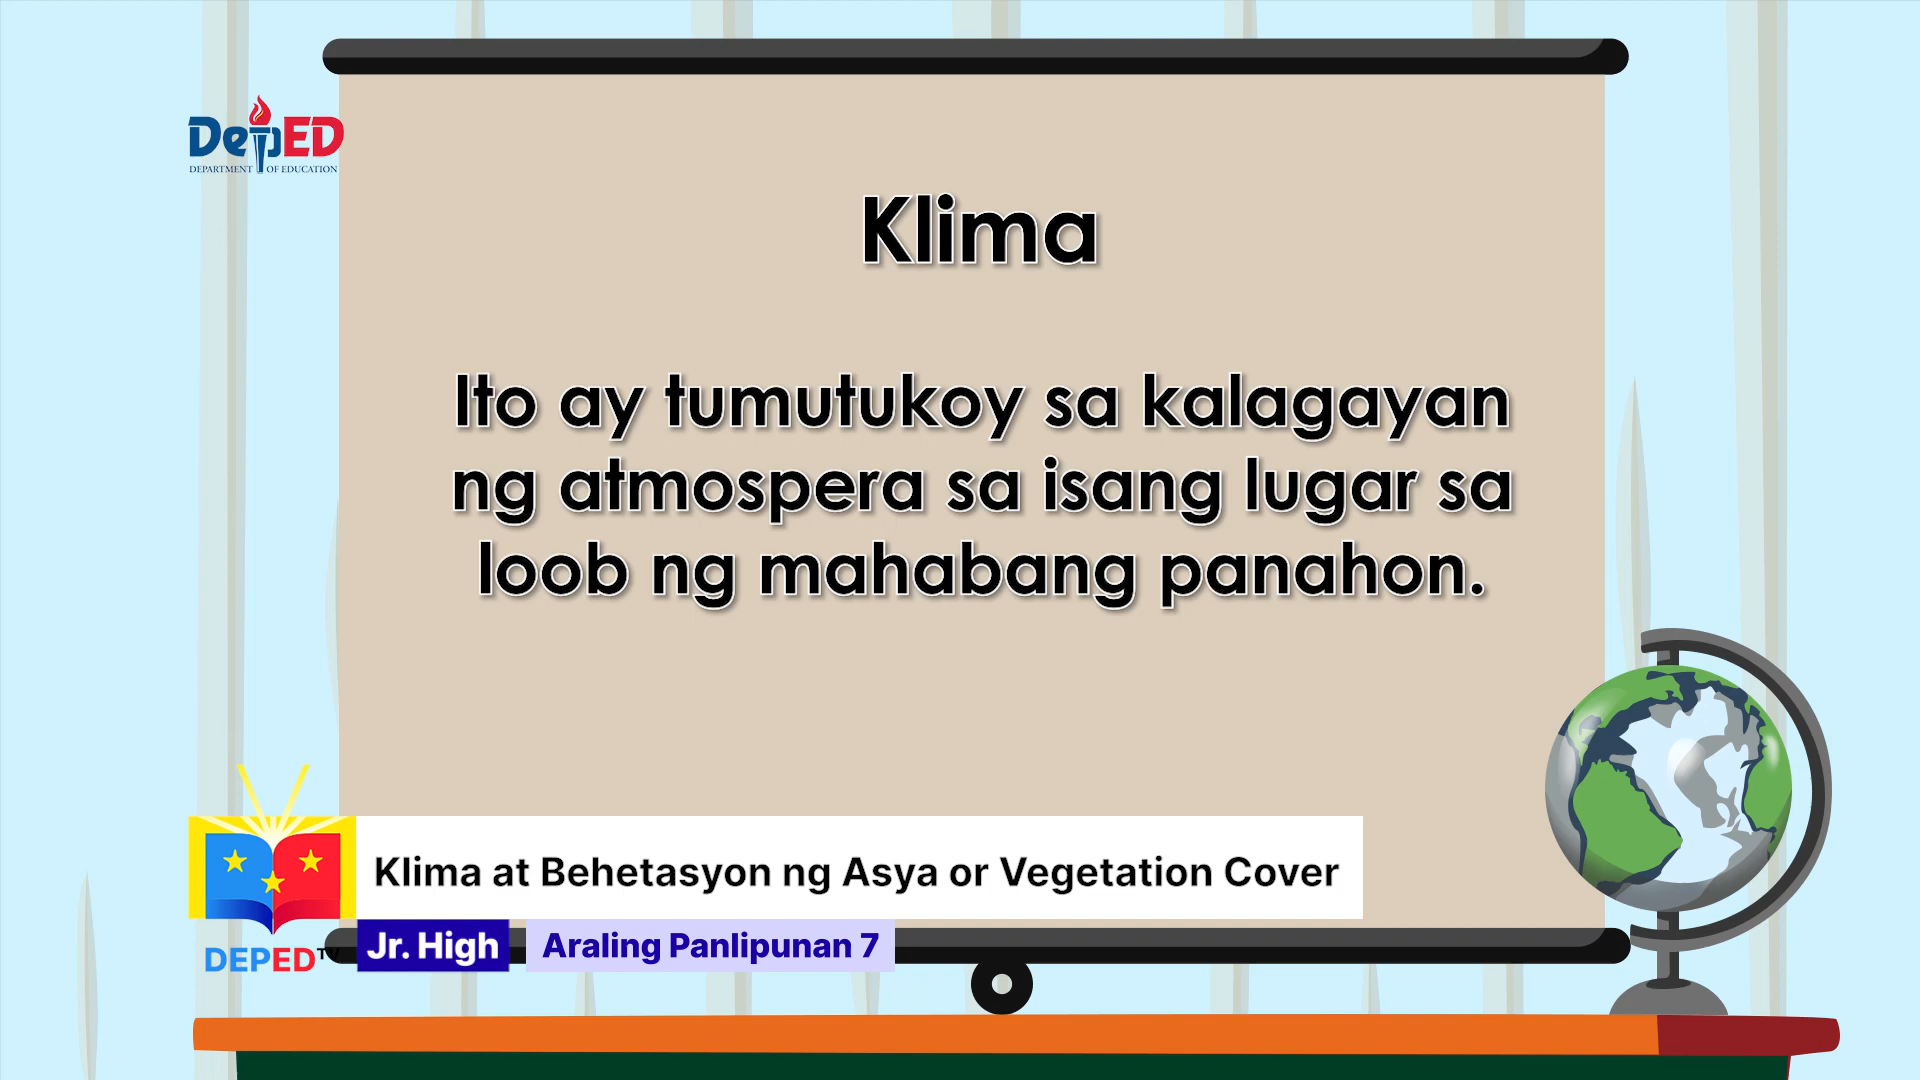 DepED
DEPARTMENT OF EDUCATION
Klima
Ito ay tumutukoy sa kalagayan
ng atmospera sa isang lugar sa
loob ng mahabang panahon.
Klima at Behetasyon ng Asya or Vegetation Cover
Jr. High
Araling Panlipunan 7
DEPED TV